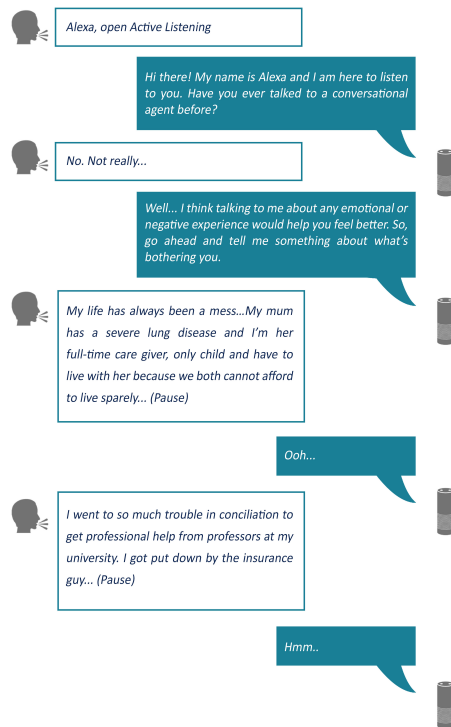 Alexa, open Active Listening
Hi there! My name is Alexa and I am here to listen
to you. Have you ever talked to a conversational
agent before?
No. Not really...
Well... I think talking to me about any emotional or
negative experience would help you feel better. So,
go ahead and tell me something about what's
bothering you.
My life has always been a mess...My mum
has a severe lung disease and I'm her
full-time care giver, only child and have to
live with her because we both cannot afford
to live sparely... (Pause)
Ooh...
I went to so much trouble in conciliation to
get professional help from professors at my
university. I got put down by the insurance
guy... (Pause)
Hmm..